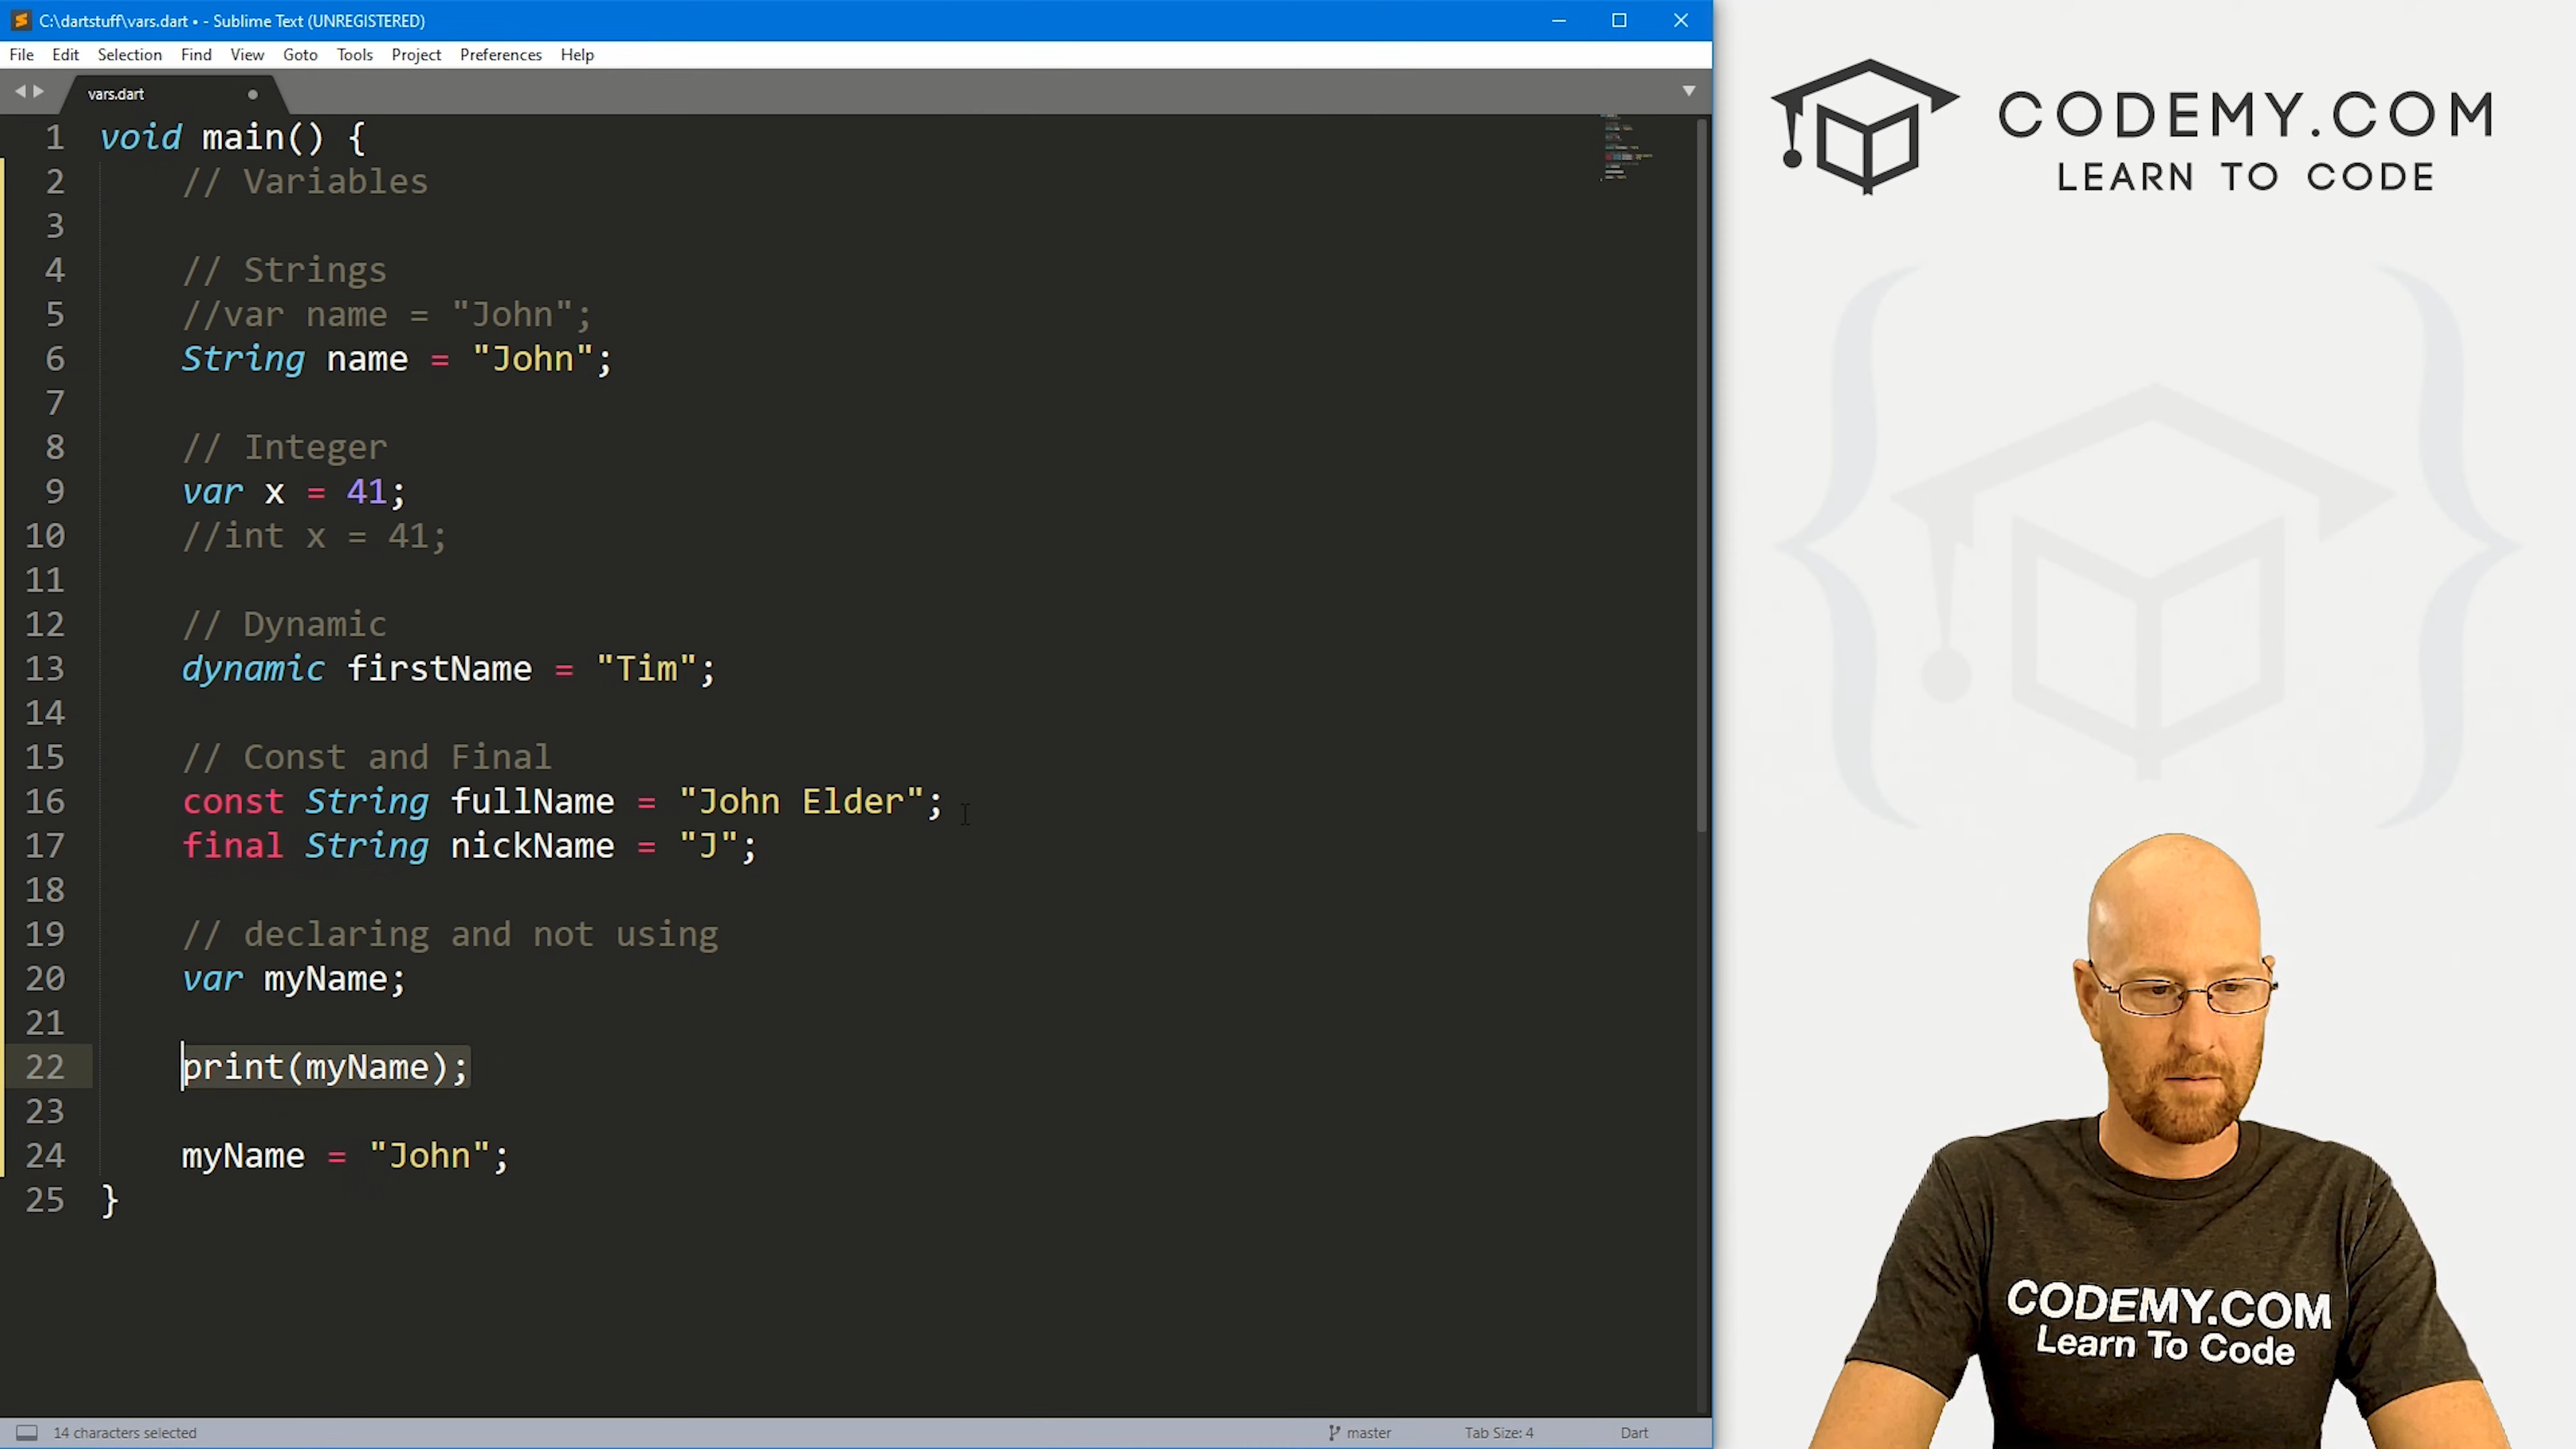 C:\dartstuff\vars.dart • - Sublime Text (UNREGISTERED)
File Edit Selection Find View Goto Tools Project Preferences Help
vars.dart
1 void main() {
2 // Variables
3
4 // Strings
5 //var name = "John";
6 String name = "John";
7
8 // Integer
9 var x = 41;
10 //int x = 41;
11
12 // Dynamic
13 dynamic firstName = "Tim";
14
15 // Const and Final
16 const String fullName = "John Elder";
17 final String nickName = "J";
18
19 // declaring and not using
20 var myName;
21
22 print(myName);
23
24 myName = "John";
25 }
14 characters selected master Tab Size: 4 Dart
CODEMY.COM
LEARN TO CODE
CODEMY.COM
Learn To Code